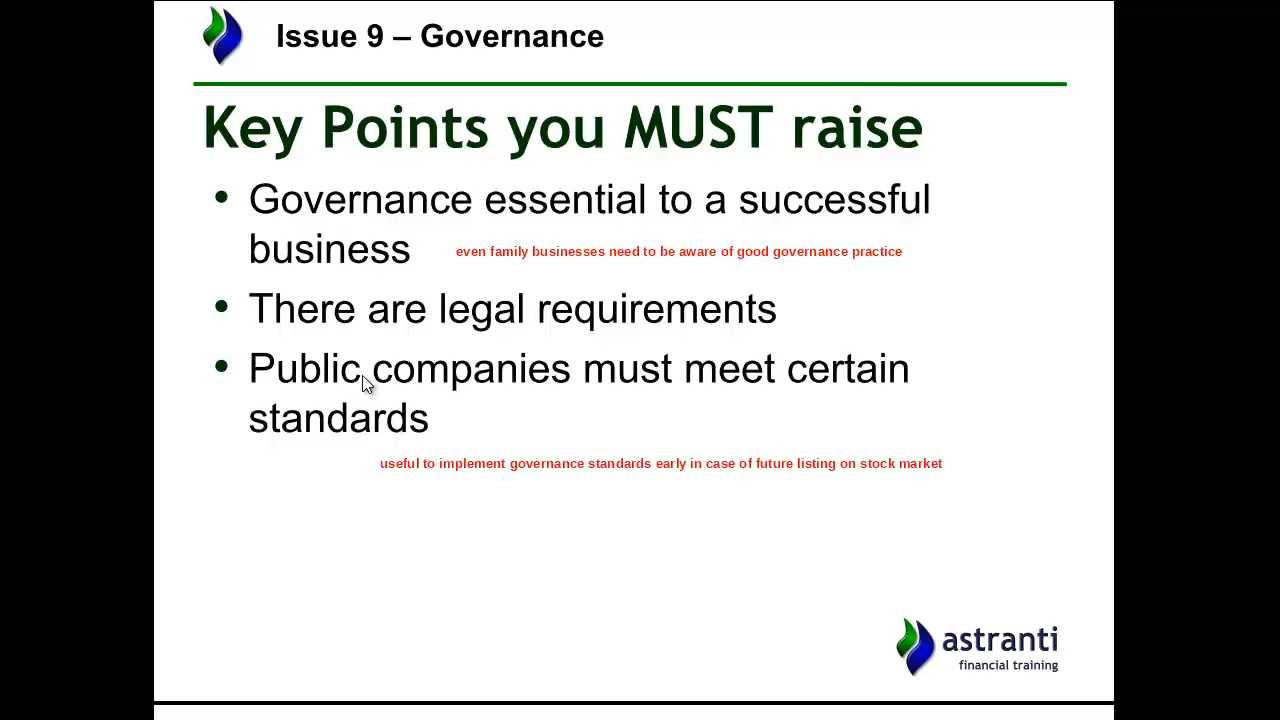 Issue 9 – Governance
Key Points you MUST raise
• Governance essential to a successful
business
even family businesses need to be aware of good governance practice
• There are legal requirements
• Public companies must meet certain
standards
useful to implement governance standards early in case of future listing on stock market
astranti
financial training